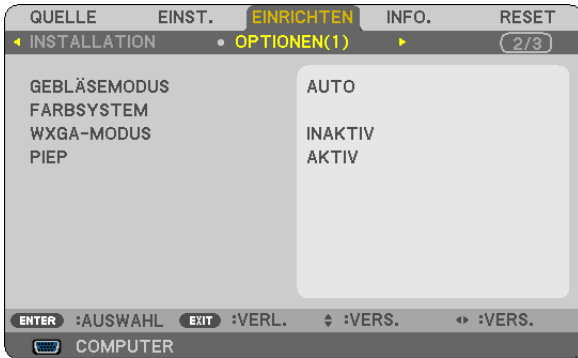 QUELLE EINST. EINRICHTEN INFO. RESET
INSTALLATION • OPTIONEN(1) 2/3
GEBLÄSEMODUS AUTO
FARBSYSTEM
WXGA-MODUS INAKTIV
PIEP AKTIV
ENTER :AUSWAHL EXIT :VERL. :VERS. :VERS.
COMPUTER